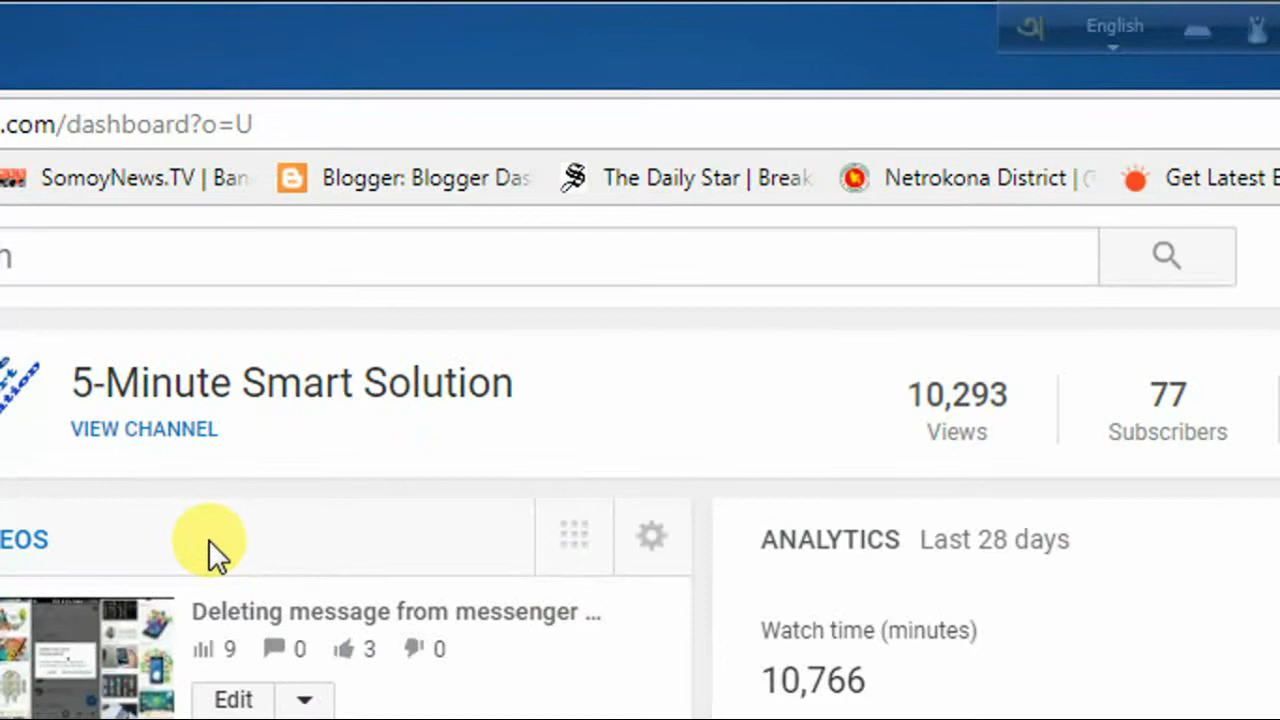 English
.com/dashboard?o=U
SomoyNews.TV | Ban
Blogger: Blogger Das
The Daily Star | Break
Netrokona District |
Get Latest
5-Minute Smart Solution
VIEW CHANNEL
10,293
Views
77
Subscribers
EOS
ANALYTICS Last 28 days
Deleting message from messenger ...
9 0 3 0
Edit
Watch time (minutes)
10,766